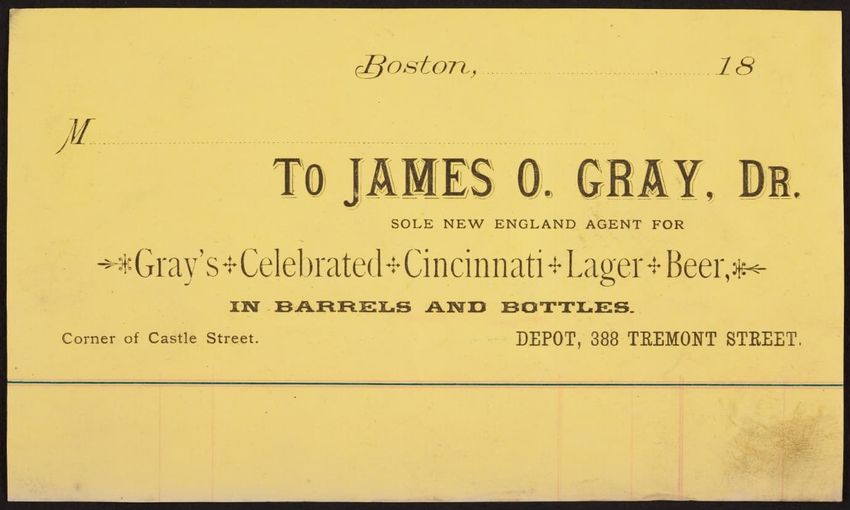 Boston, 18
M
To JAMES O. GRAY, DR.
SOLE NEW ENGLAND AGENT FOR
Gray's Celebrated Cincinnati Lager Beer,
IN BARRELS AND BOTTLES.
Corner of Castle Street. DEPOT, 388 TREMONT STREET.